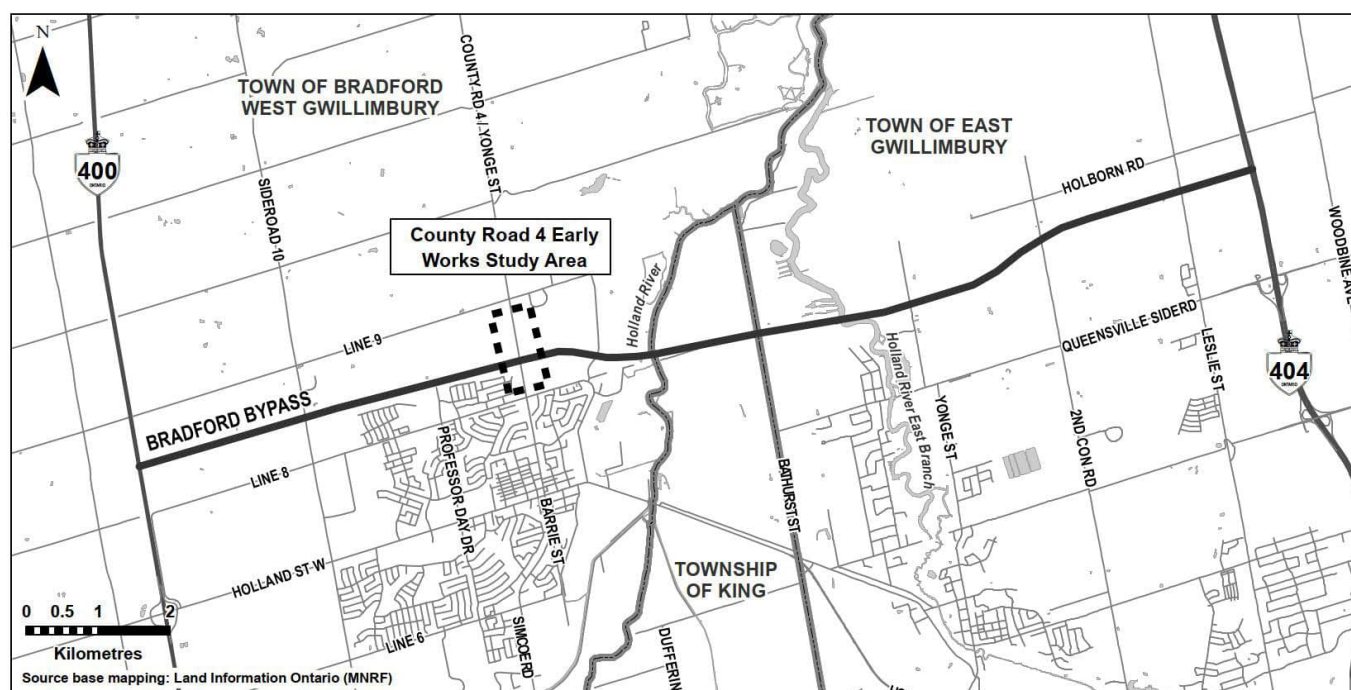 N
TOWN OF BRADFORD
WEST GWILLIMBURY
COUNTY RD 4 / YONGE ST
TOWN OF EAST
GWILLIMBURY
400
ONTARIO
SIDEROAD 10
HOLBORN RD
WOODBINE AVE
County Road 4 Early
Works Study Area
Holland River
LINE 9
QUEENSVILLE SIDERD
LESLIE ST
404
ONTARIO
BRADFORD BYPASS
Holland River East Branch
YONGE ST
2ND CON RD
LINE 8
PROFESSOR DAY DR
BARRIE ST
BATHURST ST
HOLLAND ST W
TOWNSHIP
OF KING
0 0.5 1 2
Kilometres
LINE 6
SIMCOE RD
DUFFERIN
Source base mapping: Land Information Ontario (MNRF)